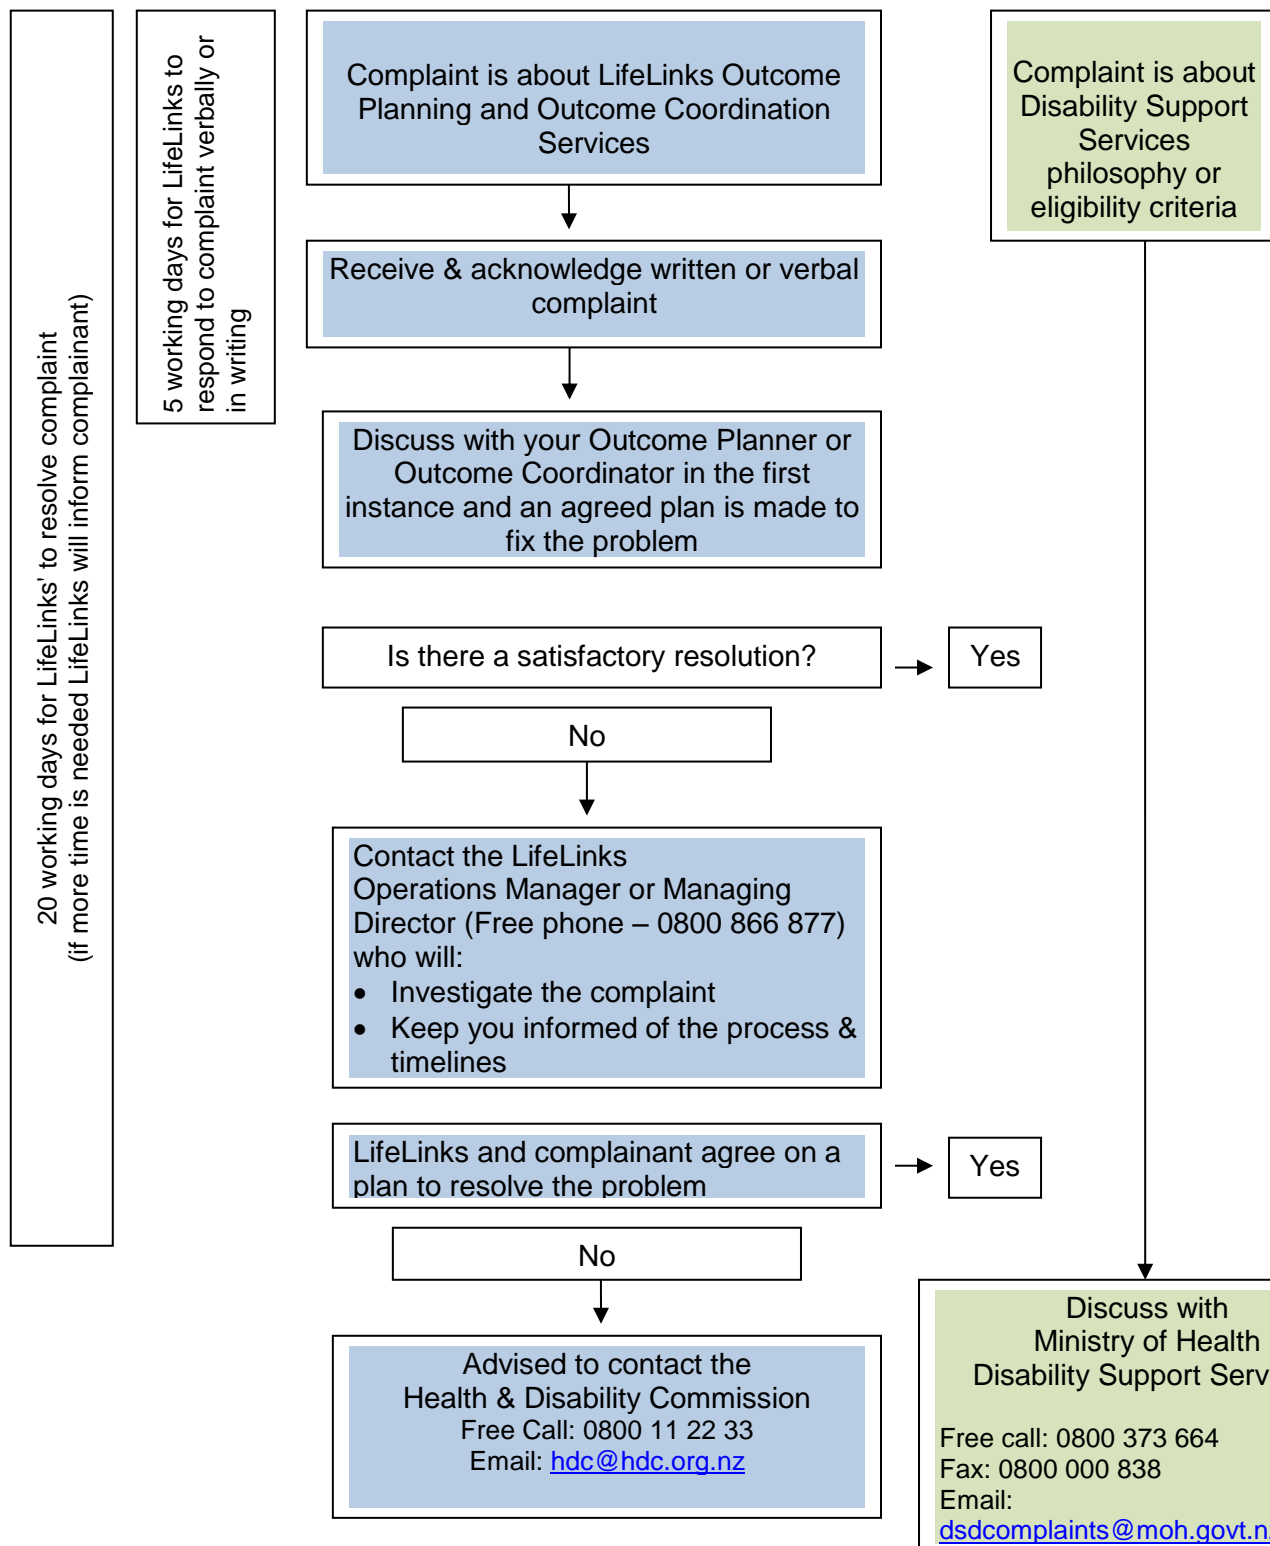 20 working days for LifeLinks' to resolve complaint
(if more time is needed LifeLinks will inform complainant)
5 working days for LifeLinks to
respond to complaint verbally or
in writing
Complaint is about LifeLinks Outcome
Planning and Outcome Coordination
Services
Receive & acknowledge written or verbal
complaint
Discuss with your Outcome Planner or
Outcome Coordinator in the first
instance and an agreed plan is made to
fix the problem
Is there a satisfactory resolution?
Yes
No
Contact the LifeLinks
Operations Manager or Managing
Director (Free phone – 0800 866 877)
who will:
• Investigate the complaint
• Keep you informed of the process &
timelines
LifeLinks and complainant agree on a
plan to resolve the problem
Yes
No
Advised to contact the
Health & Disability Commission
Free Call: 0800 11 22 33
Email: hdc@hdc.org.nz
Complaint is about
Disability Support
Services
philosophy or
eligibility criteria
Discuss with
Ministry of Health
Disability Support
Free call: 0800 373 664
Fax: 0800 000 838
Email:
dsdcomplaints@moh.govt.nz